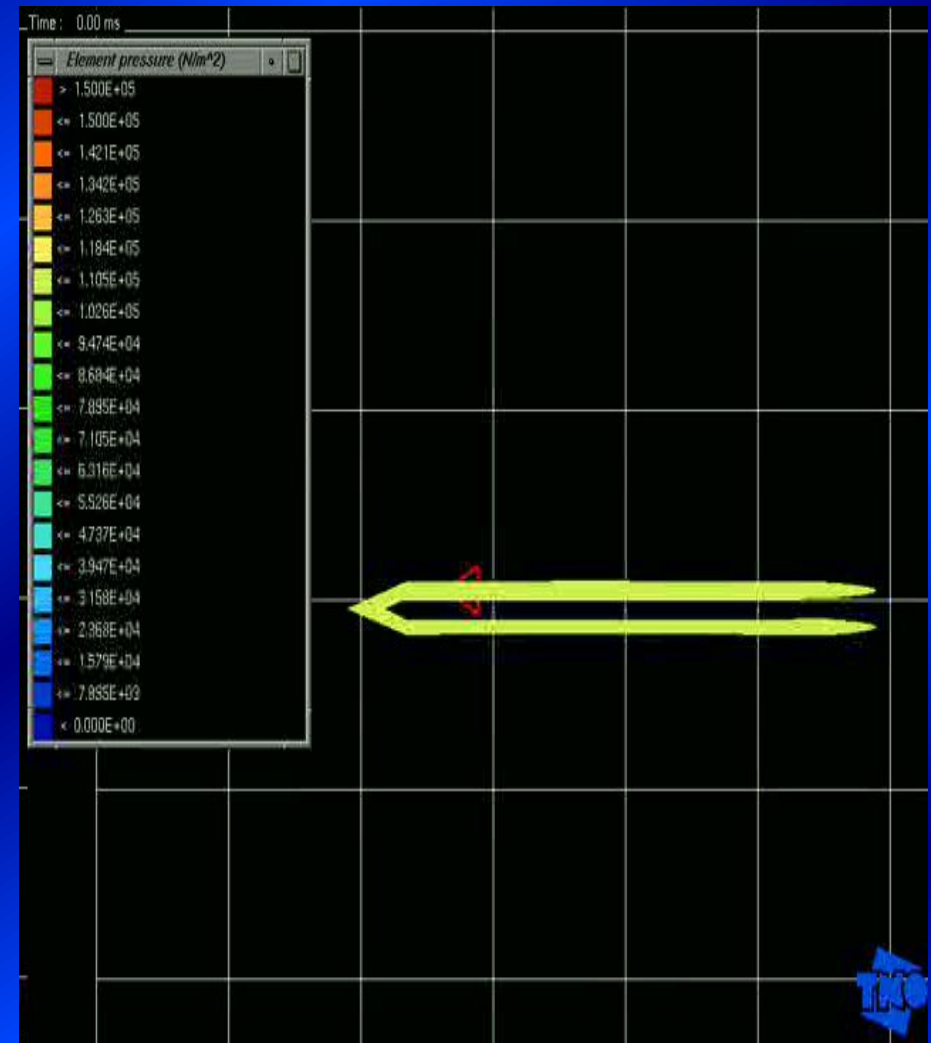 Time : 0.00 ms
Element pressure (N/m^2)
> 1.500E+05
<= 1.500E+05
<= 1.421E+05
<= 1.342E+05
<= 1.263E+05
<= 1.184E+05
<= 1.105E+05
<= 1.026E+05
<= 9.474E+04
<= 8.684E+04
<= 7.895E+04
<= 7.105E+04
<= 6.316E+04
<= 5.526E+04
<= 4.737E+04
<= 3.947E+04
<= 3.158E+04
<= 2.368E+04
<= 1.579E+04
<= 7.895E+03
< 0.000E+00
TNO